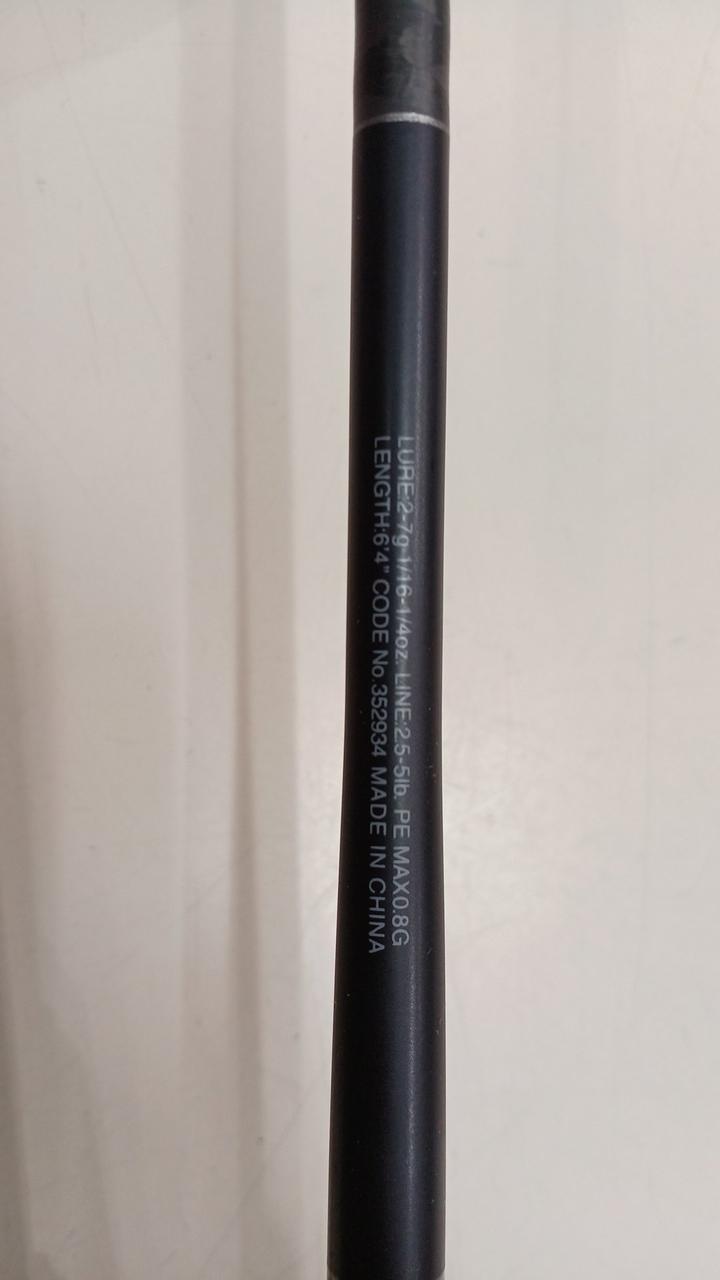 LURE:2-7g 1/16-1/4oz. LINE:2.5-5lb. PE MAX0.8G
LENGTH:6'4" CODE No.352934 MADE IN CHINA